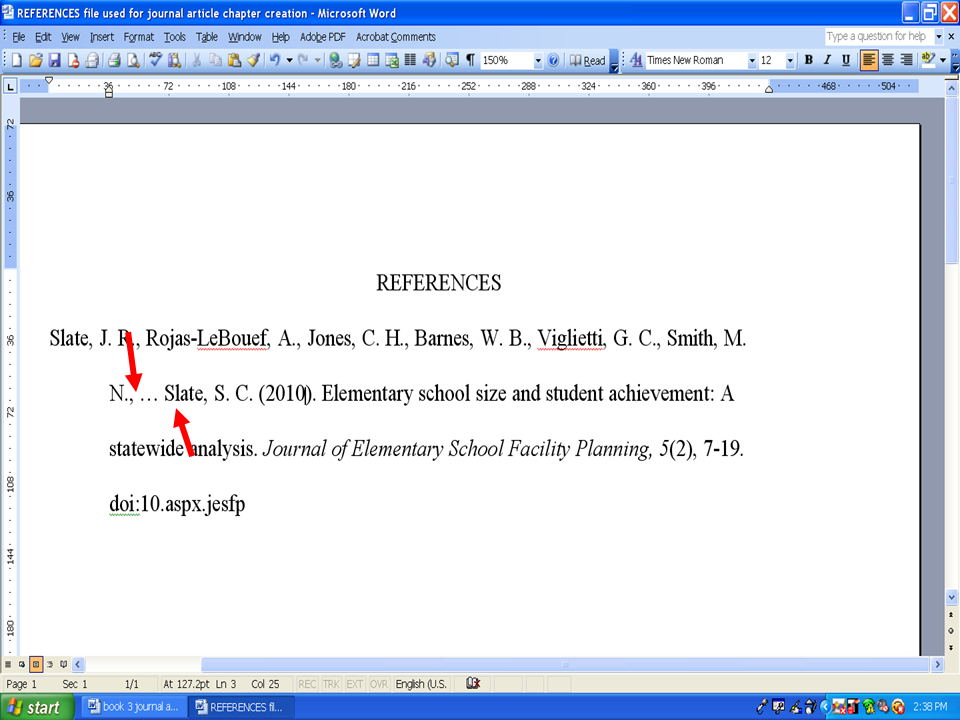 REFERENCES file used for journal article chapter creation - Microsoft Word
File Edit View Insert Format Tools Table Window Help Adobe PDF Acrobat Comments Type a question for help
150% Read Times New Roman 12 B I U
36 72 108 144 180 216 252 288 324 360 396 468 504
72
36
36
72
108
144
180
REFERENCES
Slate, J. R., Rojas-LeBouef, A., Jones, C. H., Barnes, W. B., Viglietti, G. C., Smith, M.
N., … Slate, S. C. (2010). Elementary school size and student achievement: A
statewide analysis. Journal of Elementary School Facility Planning, 5(2), 7-19.
doi:10.aspx.jesfp
Page 1 Sec 1 1/1 At 127.2pt Ln 3 Col 25 REC TRK EXT OVR English (U.S.
start book 3 journal a... REFERENCES fil... 2:38 PM